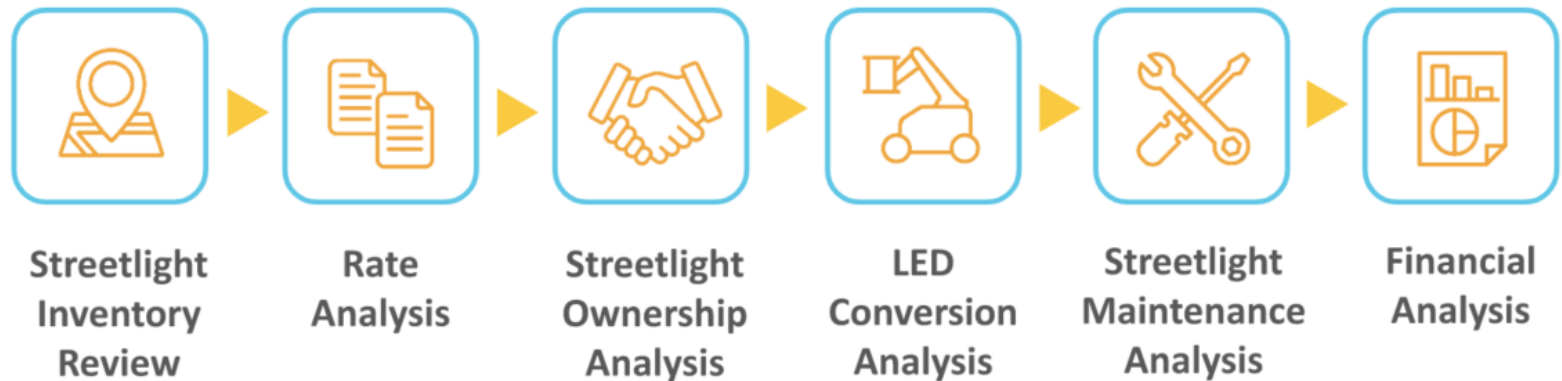 Streetlight
Inventory
Review
Rate
Analysis
Streetlight
Ownership
Analysis
LED
Conversion
Analysis
Streetlight
Maintenance
Analysis
Financial
Analysis